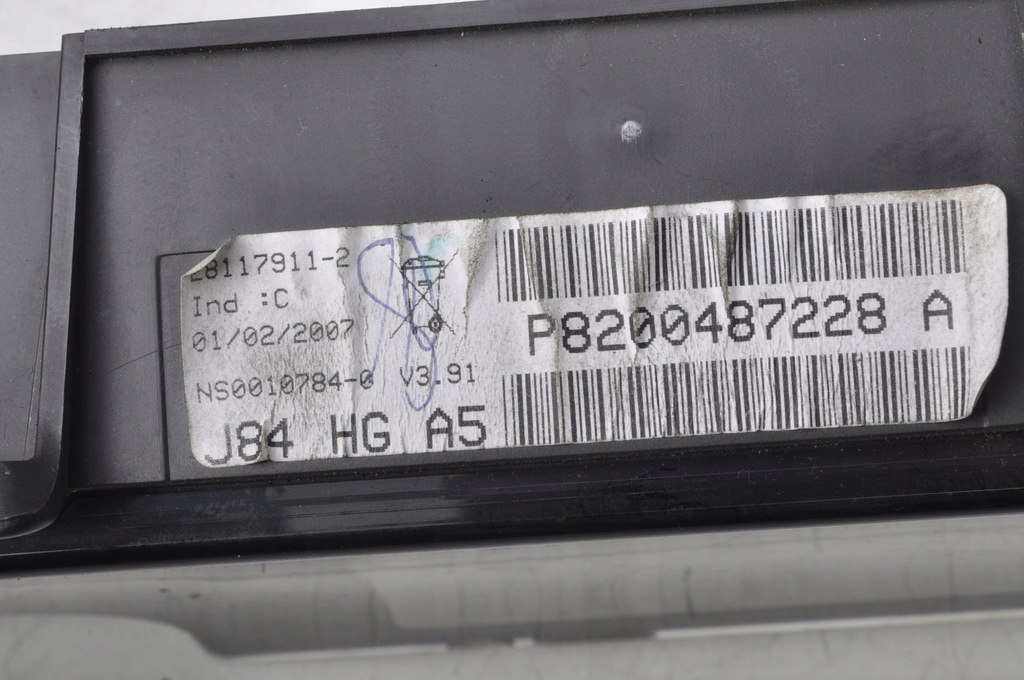 28117911-2
Ind :C
01/02/2007
NS0010784-0 V3.91
J84 HG A5
P8200487228 A